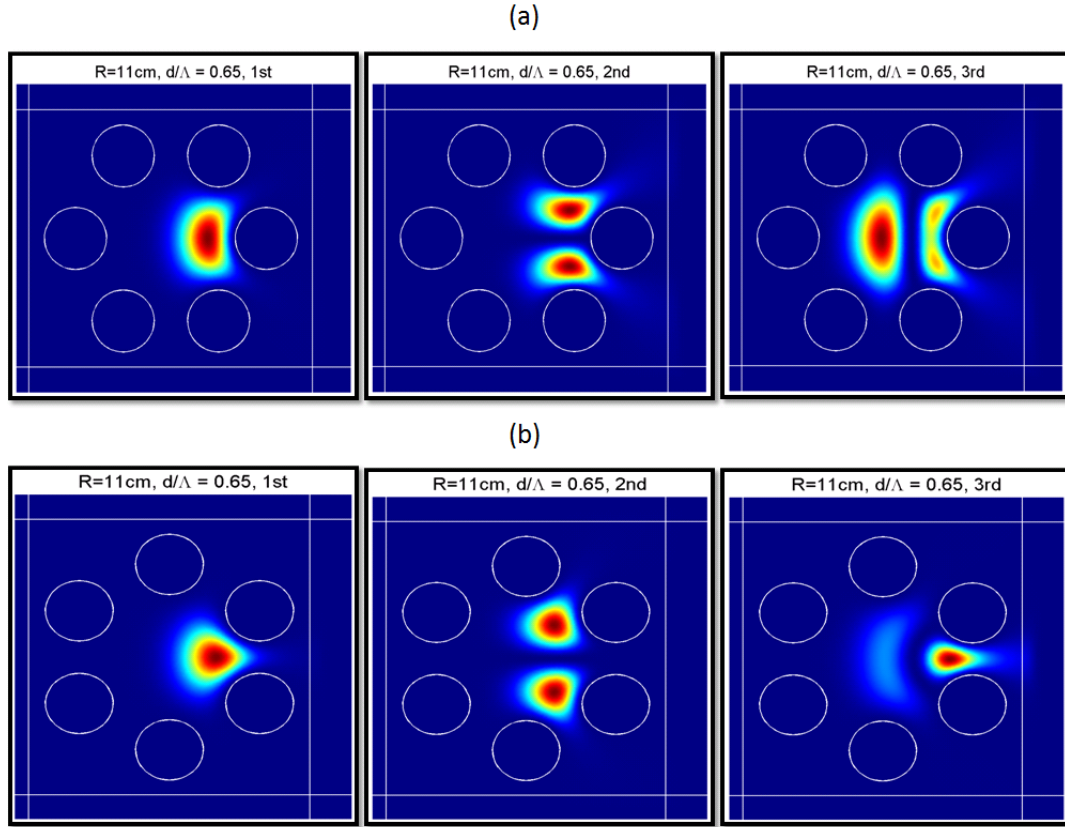 (a)
R=11cm, d/Λ = 0.65, 1st
R=11cm, d/Λ = 0.65, 2nd
R=11cm, d/Λ = 0.65, 3rd
(b)
R=11cm, d/Λ = 0.65, 1st
R=11cm, d/Λ = 0.65, 2nd
R=11cm, d/Λ = 0.65, 3rd